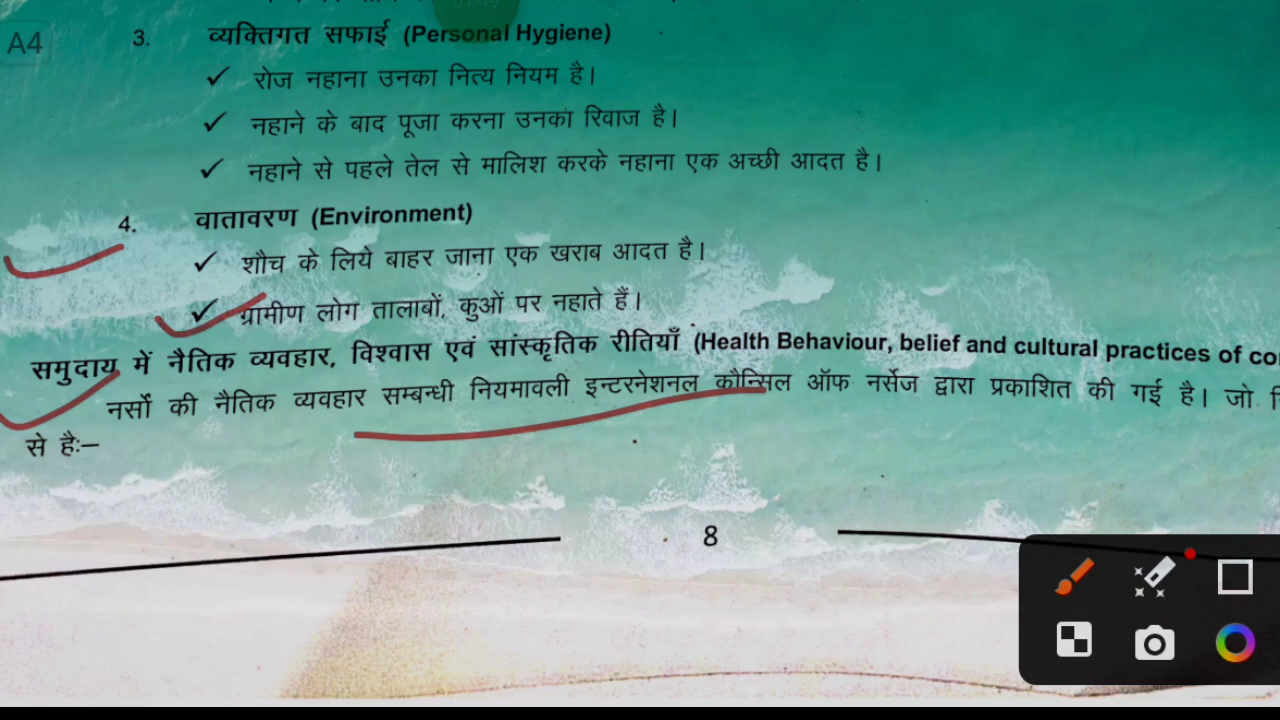 A4
3. व्यक्तिगत सफाई (Personal Hygiene)
✓ रोज नहाना उनका नित्य नियम है।
✓ नहाने के बाद पूजा करना उनका रिवाज है।
✓ नहाने से पहले तेल से मालिश करके नहाना एक अच्छी आदत है।
4. वातावरण (Environment)
✓ शौच के लिये बाहर जाना एक खराब आदत है।
✓ ग्रामीण लोग तालाबों, कुओं पर नहाते हैं।
समुदाय में नैतिक व्यवहार, विश्वास एवं सांस्कृतिक रीतियाँ (Health Behaviour, belief and cultural practices of
नर्सों की नैतिक व्यवहार सम्बन्धी नियमावली इन्टरनेशनल कौन्सिल ऑफ नर्सेज द्वारा प्रकाशित की गई है। जो
से है:–
8